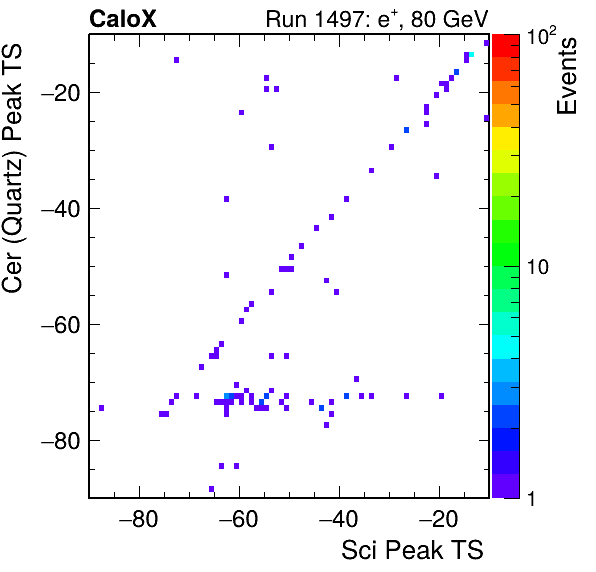 CaloX Run 1497: e⁺, 80 GeV
Cer (Quartz) Peak TS
−20
−40
−60
−80
−80 −60 −40 −20
Sci Peak TS
10²
10
1
Events